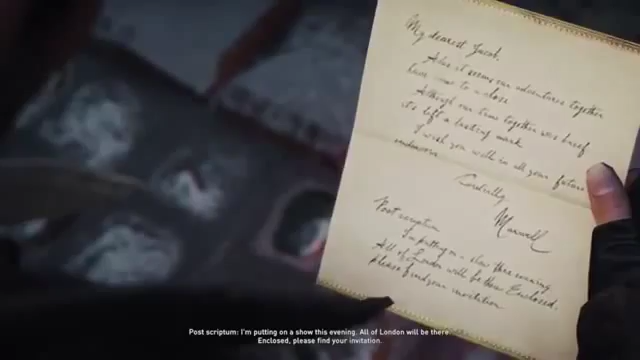 My dearest Jacob,
Alas it seems our adventures together
have come to a close
Although our time together was brief
it's left a lasting mark
I wish you well in all your future
endeavors
Cordially
Maxwell
Post scriptum
I'm putting on a show this evening
All of London will be there Enclosed,
please find your invitation
Post scriptum: I'm putting on a show this evening. All of London will be there.
Enclosed, please find your invitation.